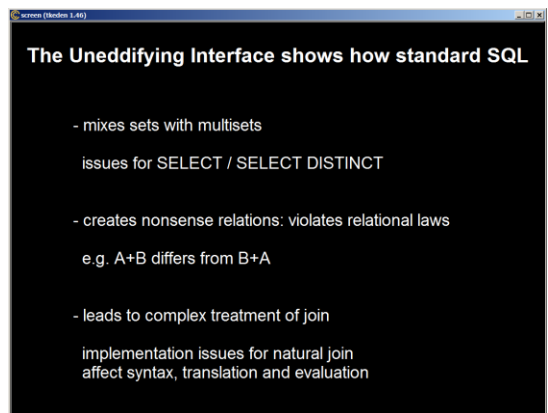 screen (tkeden 1.46)
The Uneddifying Interface shows how standard SQL
- mixes sets with multisets
issues for SELECT / SELECT DISTINCT
- creates nonsense relations: violates relational laws
e.g. A+B differs from B+A
- leads to complex treatment of join
implementation issues for natural join
affect syntax, translation and evaluation